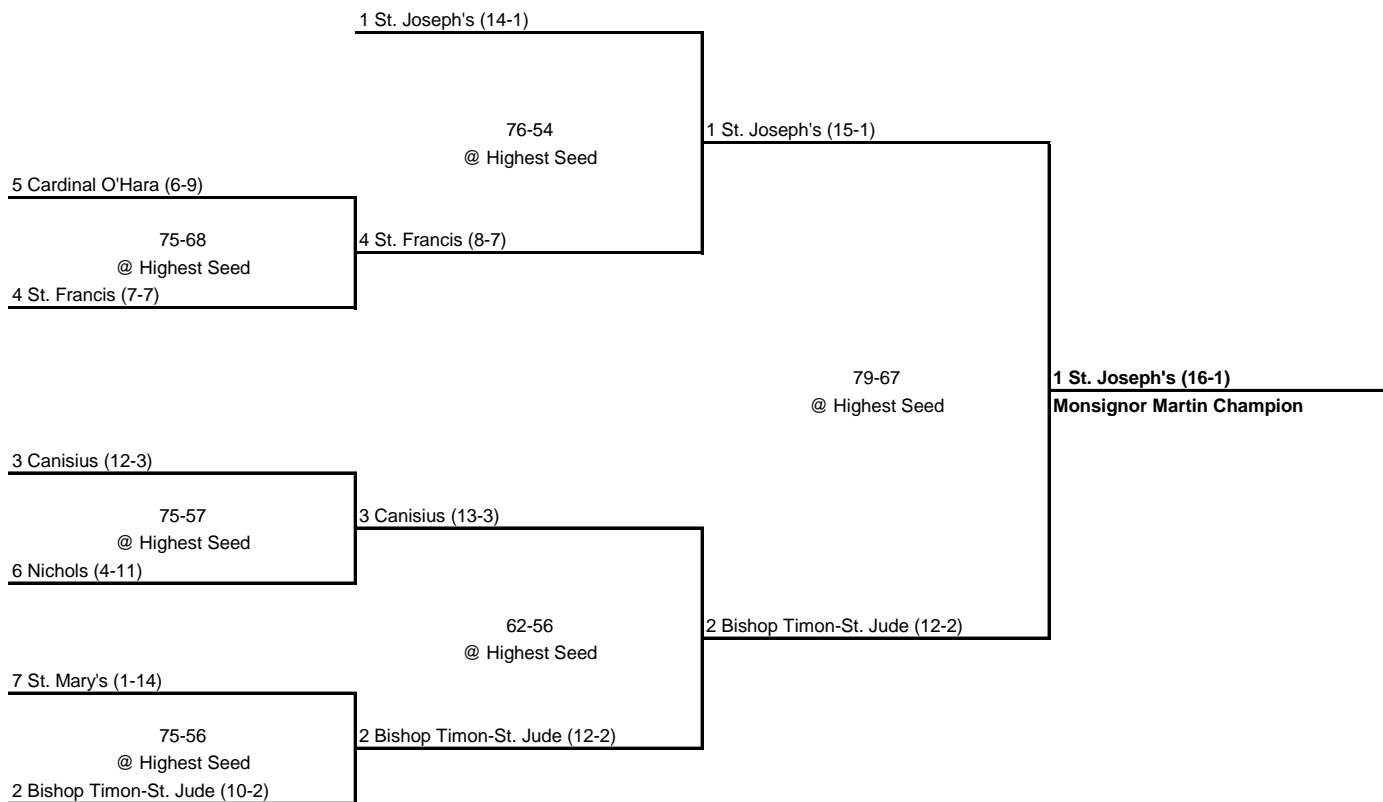 1 St. Joseph's (14-1)
76-54
@ Highest Seed
1 St. Joseph's (15-1)
5 Cardinal O'Hara (6-9)
75-68
@ Highest Seed
4 St. Francis (8-7)
4 St. Francis (7-7)
79-67
@ Highest Seed
1 St. Joseph's (16-1)
Monsignor Martin Champion
3 Canisius (12-3)
75-57
@ Highest Seed
3 Canisius (13-3)
6 Nichols (4-11)
62-56
@ Highest Seed
2 Bishop Timon-St. Jude (12-2)
7 St. Mary's (1-14)
75-56
@ Highest Seed
2 Bishop Timon-St. Jude (12-2)
2 Bishop Timon-St. Jude (10-2)